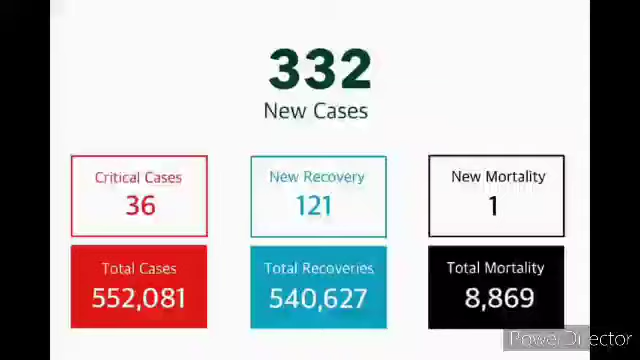 332
New Cases
Critical Cases
36
New Recovery
121
New Mortality
1
Total Cases
552,081
Total Recoveries
540,627
Total Mortality
8,869
PowerDirector